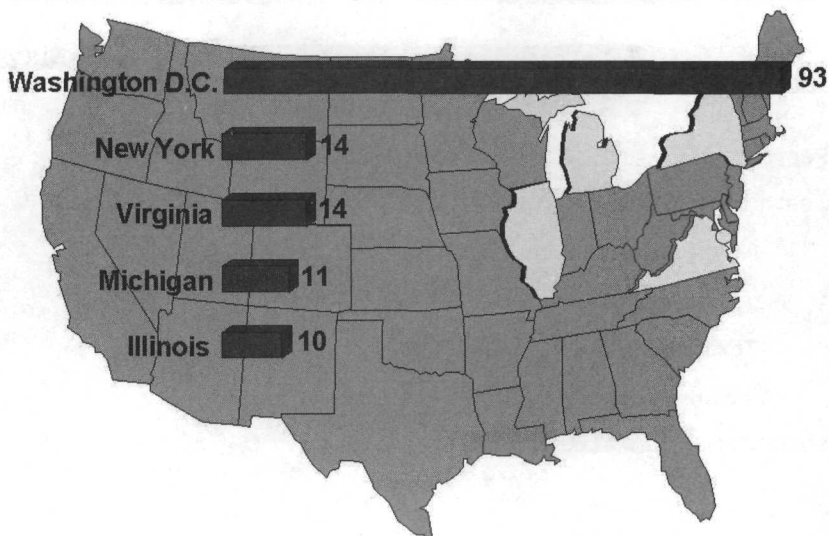 Washington D.C. 93
New York 14
Virginia 14
Michigan 11
Illinois 10